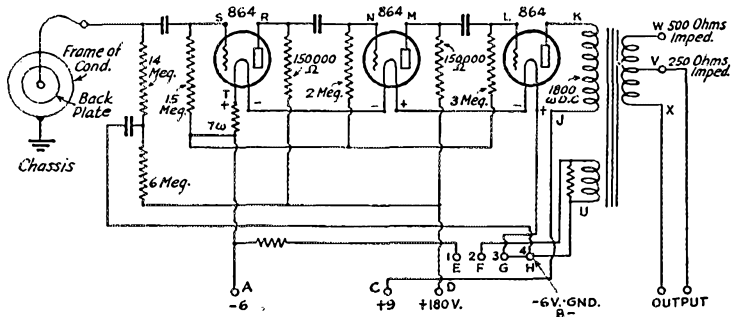 S 864 R
N 864 M
L 864 K
W 500 Ohms
Imped.
V 250 Ohms,
Imped.
X
Frame of
Cond.
Back
Plate
Chassis
14
Meg.
1.5
Meg.
T
+
7ω
150000
Ω
2 Meg.
-
-
+
150000
Ω
3 Meg.
-
+
1800
ω D.C.
J
6 Meg.
U
1 2 3 4
E F G H
A
-6
C
+9
D
+180V.
-6V.-GND.
B-
OUTPUT